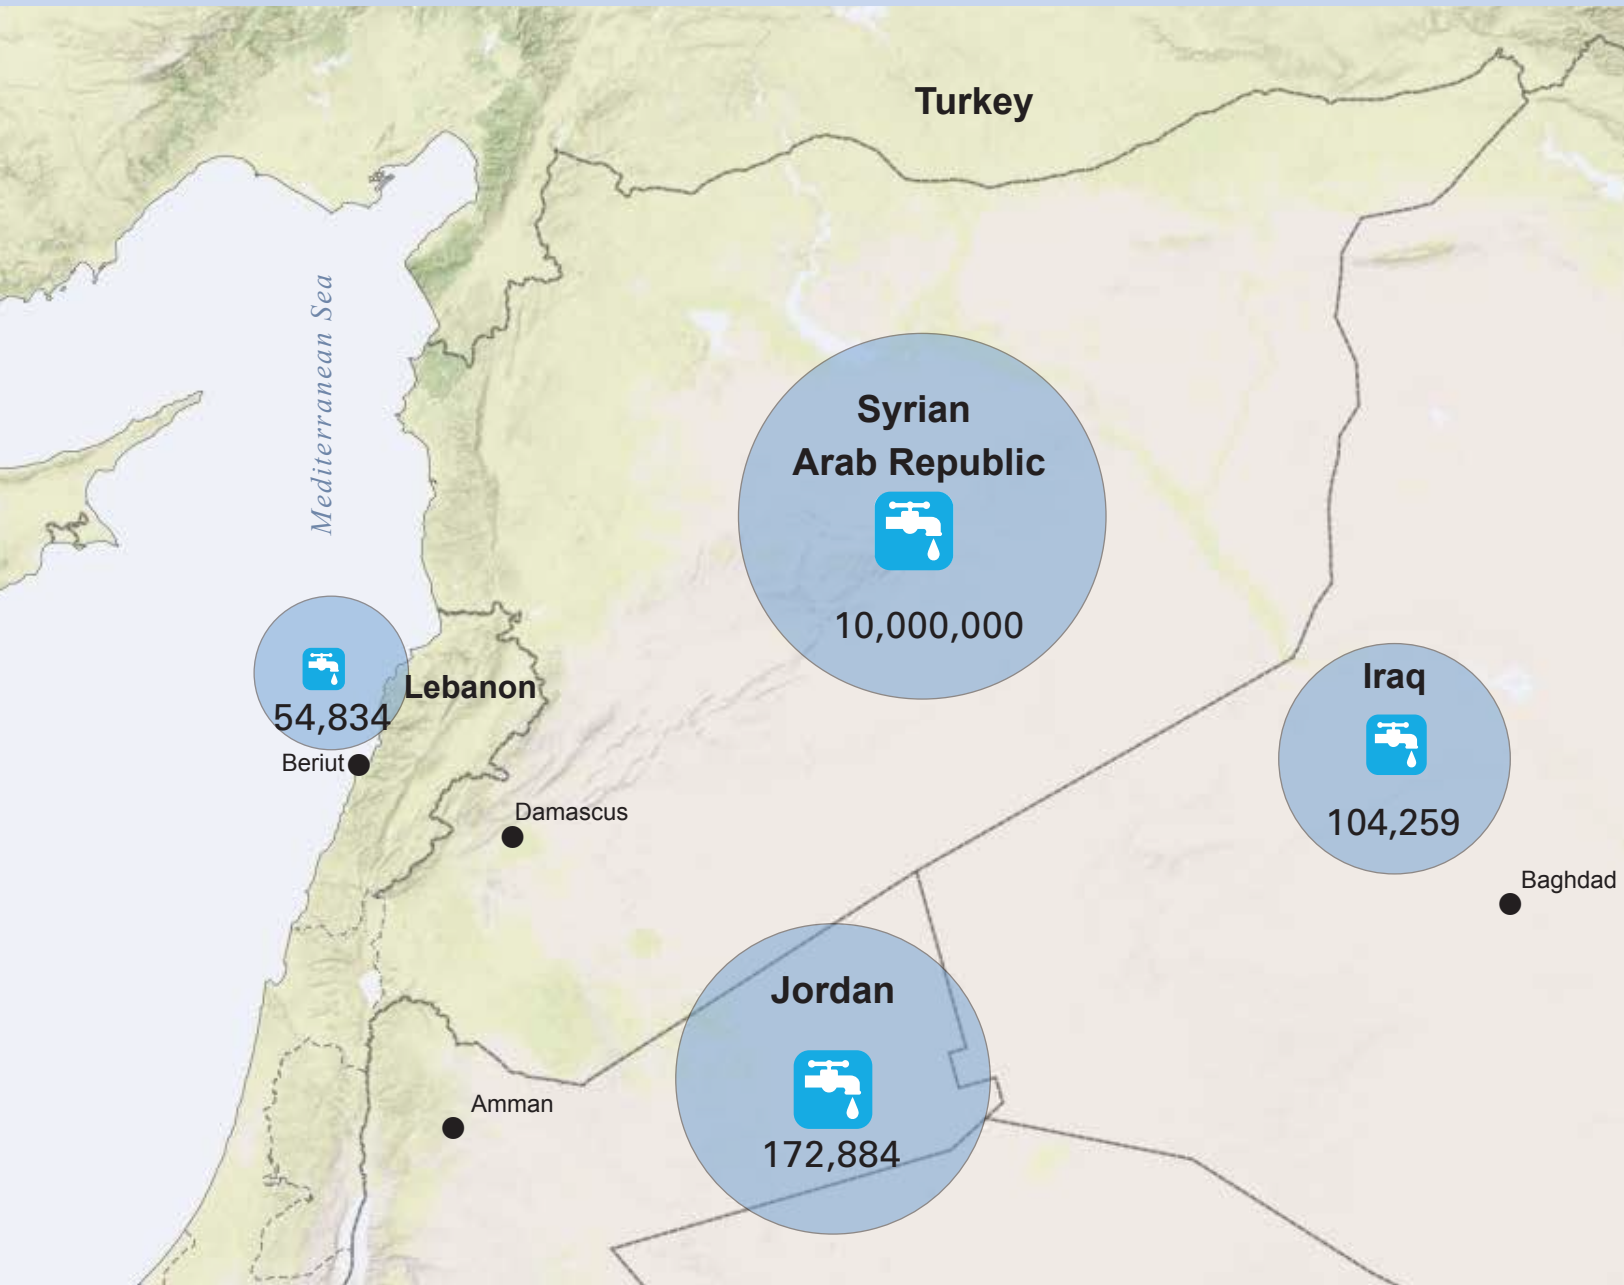 Turkey
Mediterranean Sea
Syrian
Arab Republic
10,000,000
Lebanon
54,834
Beriut
Iraq
104,259
Damascus
Baghdad
Jordan
172,884
Amman